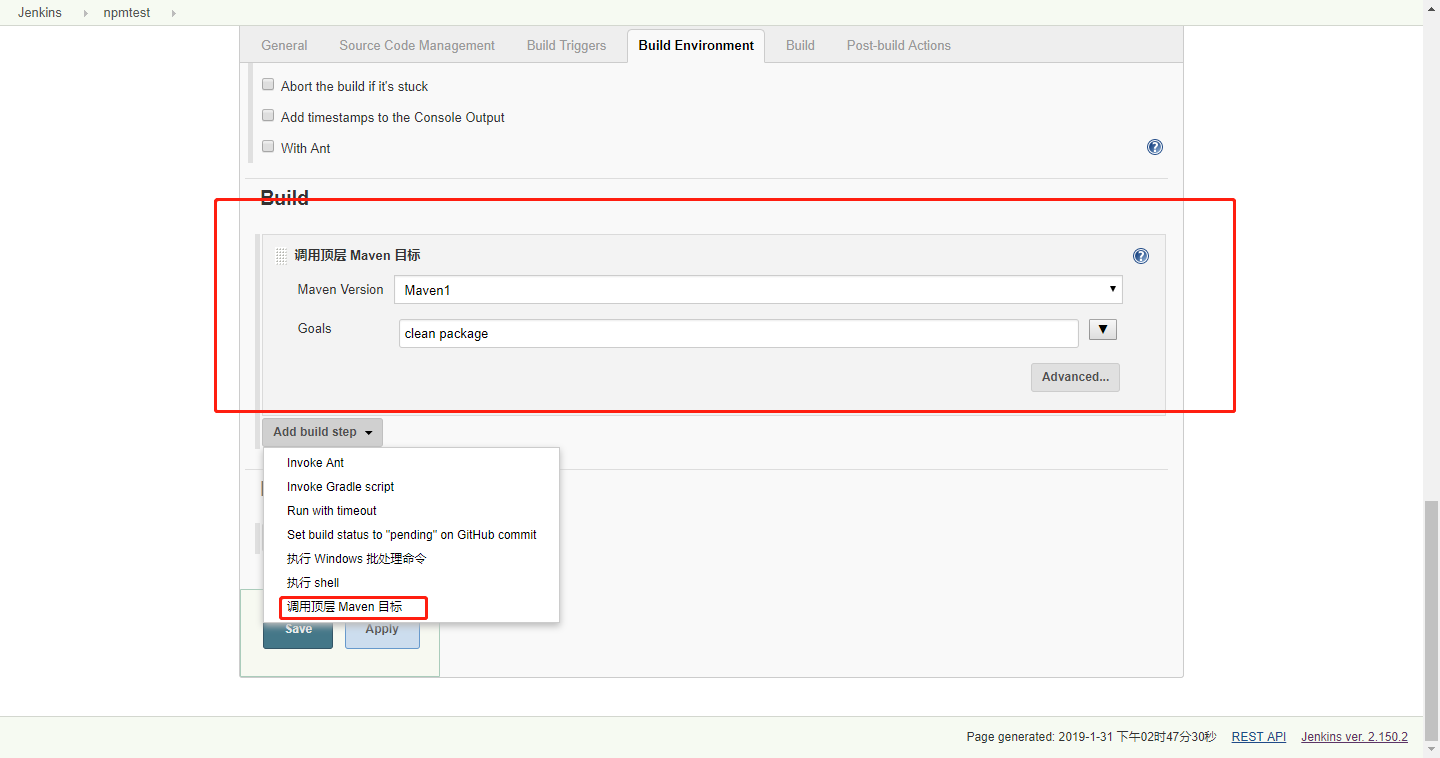 Jenkins npmtest
General Source Code Management Build Triggers Build Environment Build Post-build Actions
Abort the build if it's stuck
Add timestamps to the Console Output
With Ant
Build
调用顶层 Maven 目标
Maven Version Maven1
Goals clean package
Advanced...
Add build step
Invoke Ant
Invoke Gradle script
Run with timeout
Set build status to "pending" on GitHub commit
执行 Windows 批处理命令
执行 shell
调用顶层 Maven 目标
Save Apply
Page generated: 2019-1-31 下午02时47分30秒 REST API Jenkins ver. 2.150.2